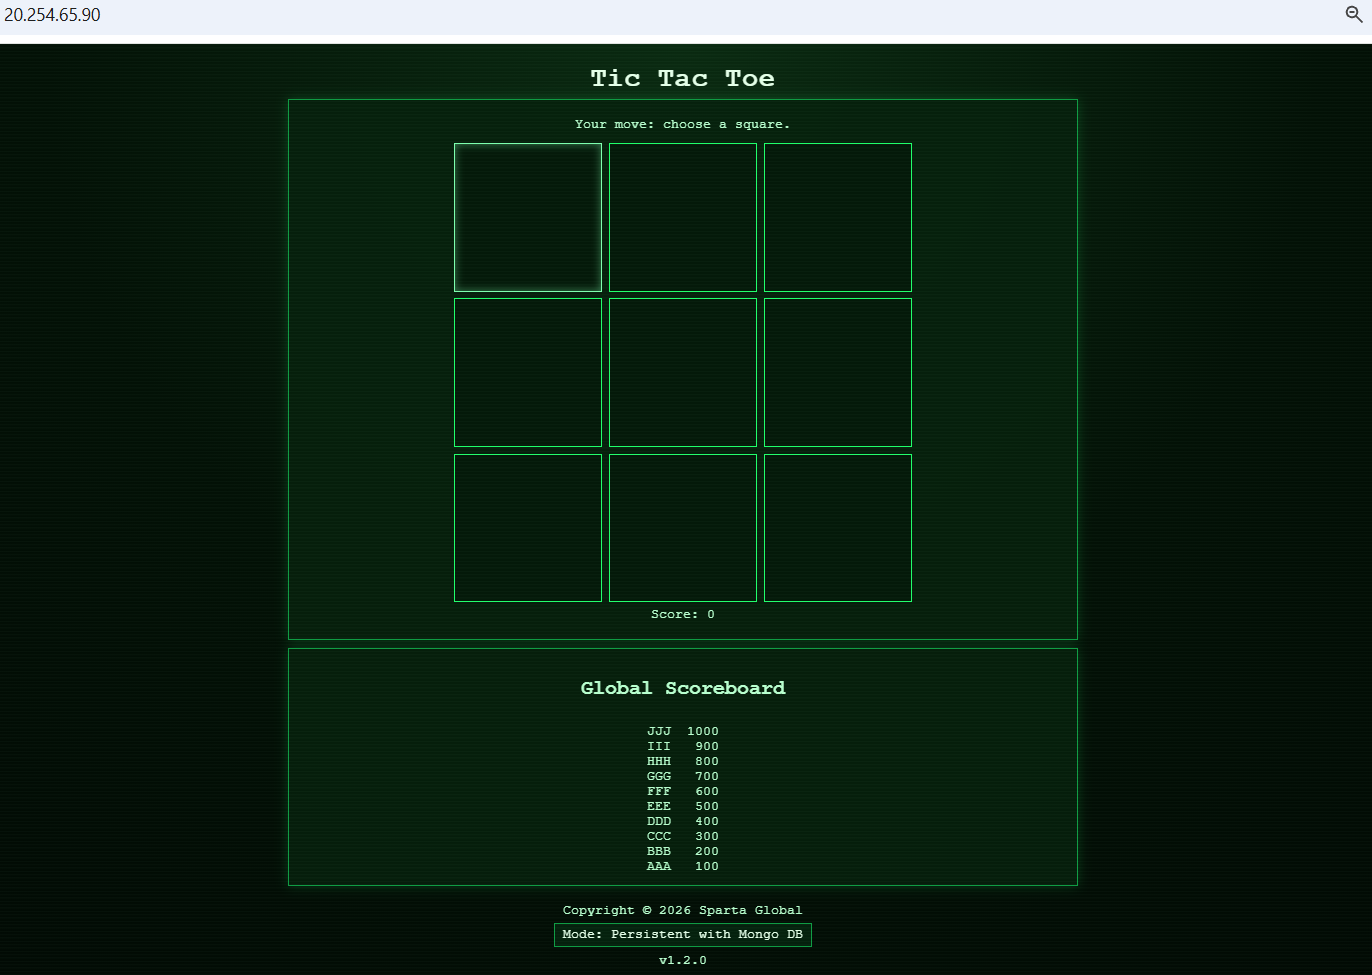 20.254.65.90
Tic Tac Toe
Your move: choose a square.
Score: 0
Global Scoreboard
JJJ 1000
III 900
HHH 800
GGG 700
FFF 600
EEE 500
DDD 400
CCC 300
BBB 200
AAA 100
Copyright © 2026 Sparta Global
Mode: Persistent with Mongo DB
v1.2.0